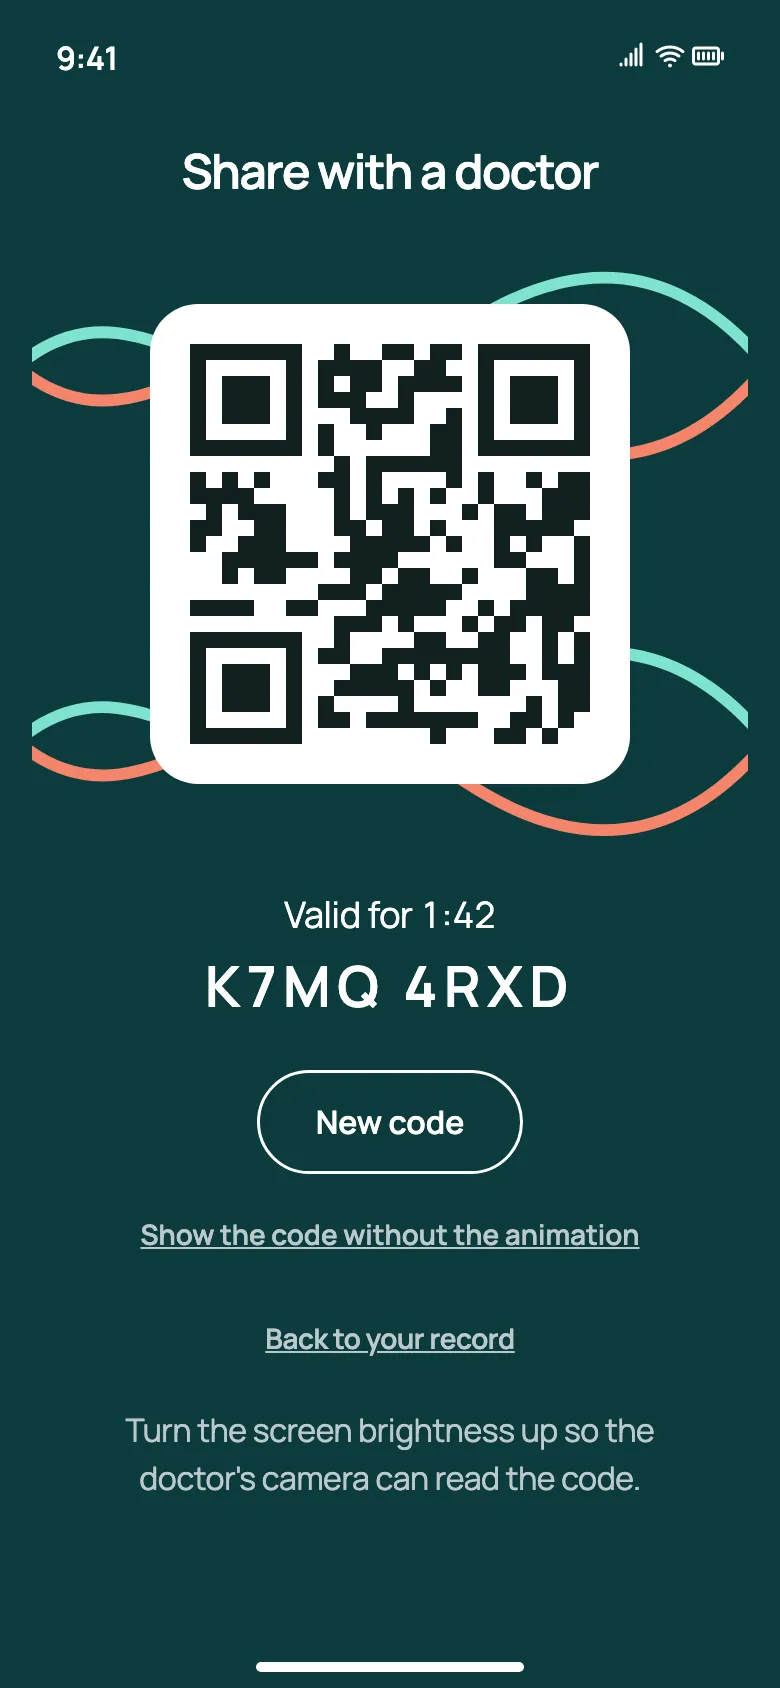 9:41
Share with a doctor
Valid for 1:42
K7MQ 4RXD
New code
Show the code without the animation
Back to your record
Turn the screen brightness up so the
doctor's camera can read the code.